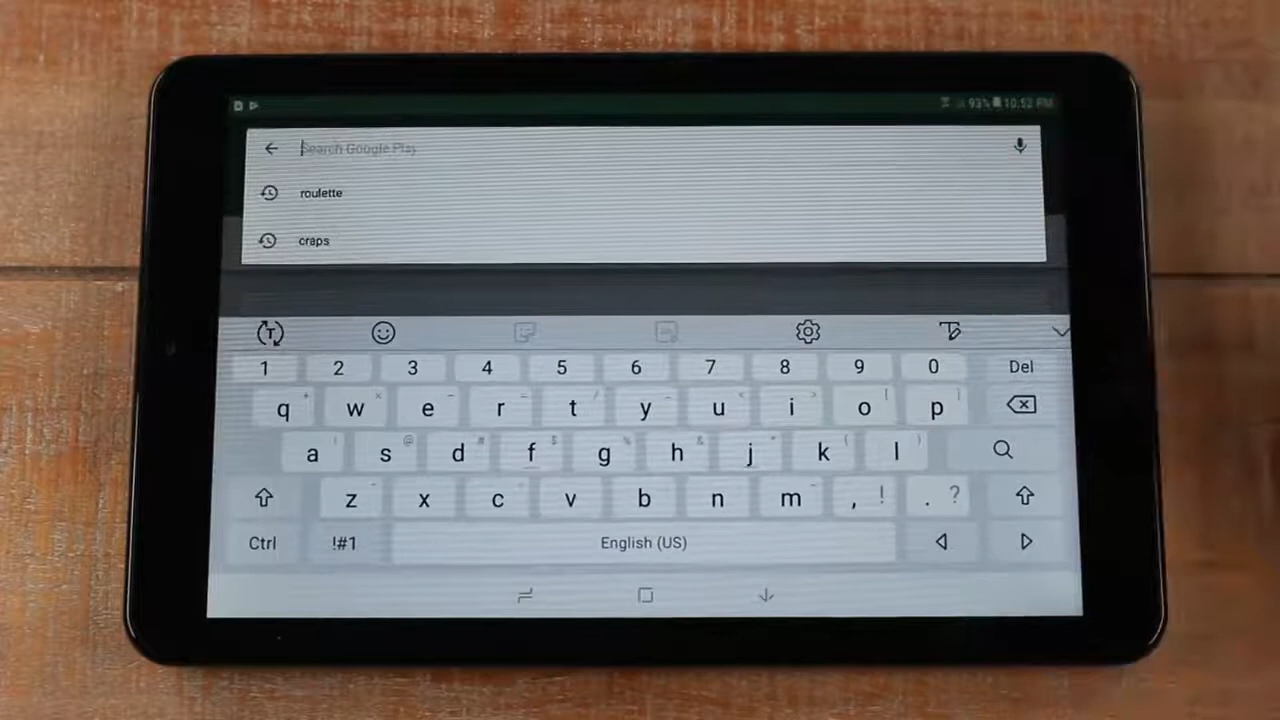 93% 10:52 PM
Search Google Play
roulette
craps
1 2 3 4 5 6 7 8 9 0 Del
q w e r t y u i o p
a s d f g h j k l
z x c v b n m , ! . ?
Ctrl !#1 English (US)